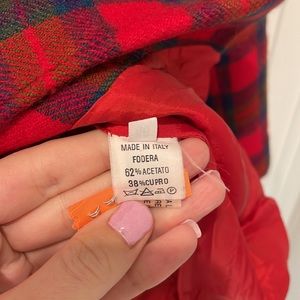 MADE IN ITALY
FODERA
62% ACETATO
38% CUPRO
P